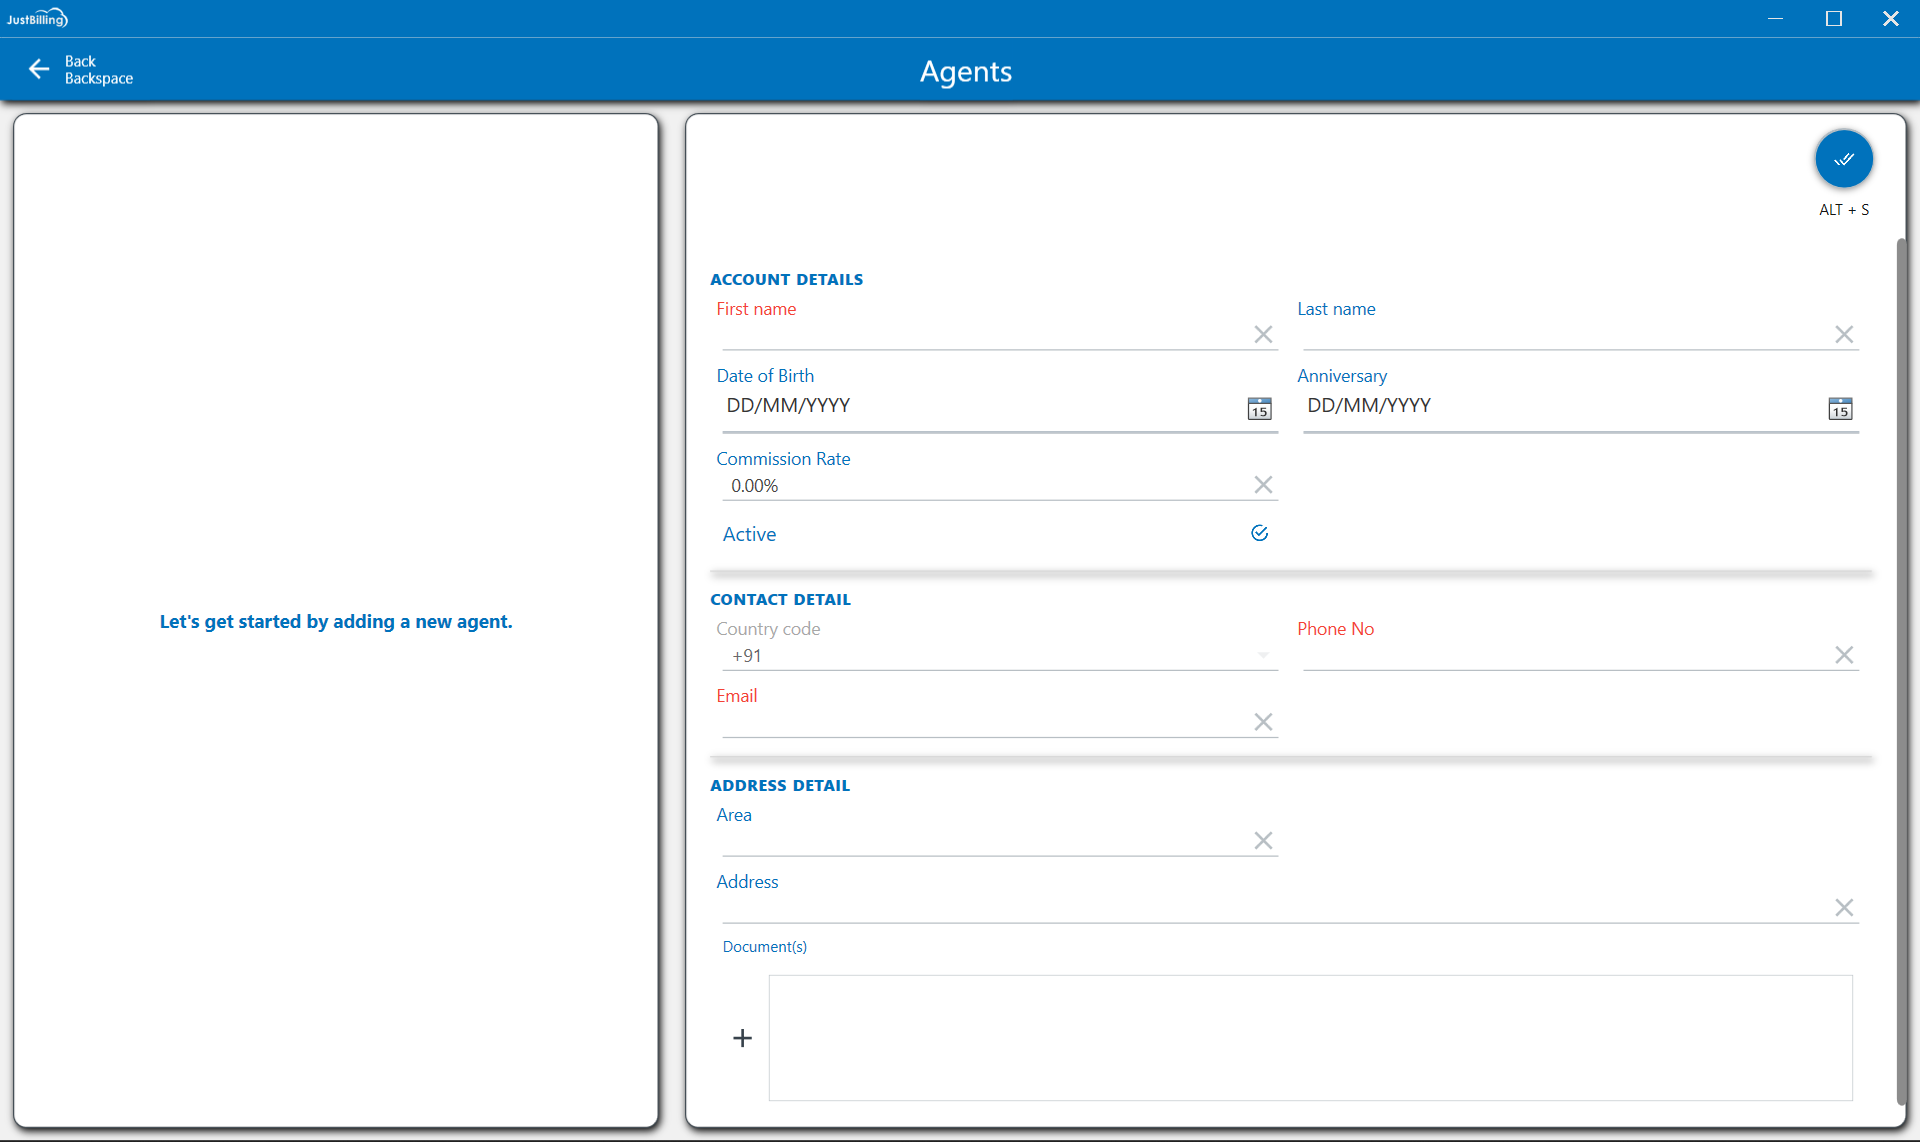 JustBilling
Back
Backspace
Agents
Let's get started by adding a new agent.
ALT + S
ACCOUNT DETAILS
First name
Last name
Date of Birth
DD/MM/YYYY
15
Anniversary
DD/MM/YYYY
15
Commission Rate
0.00%
Active
CONTACT DETAIL
Country code
+91
Phone No
Email
ADDRESS DETAIL
Area
Address
Document(s)